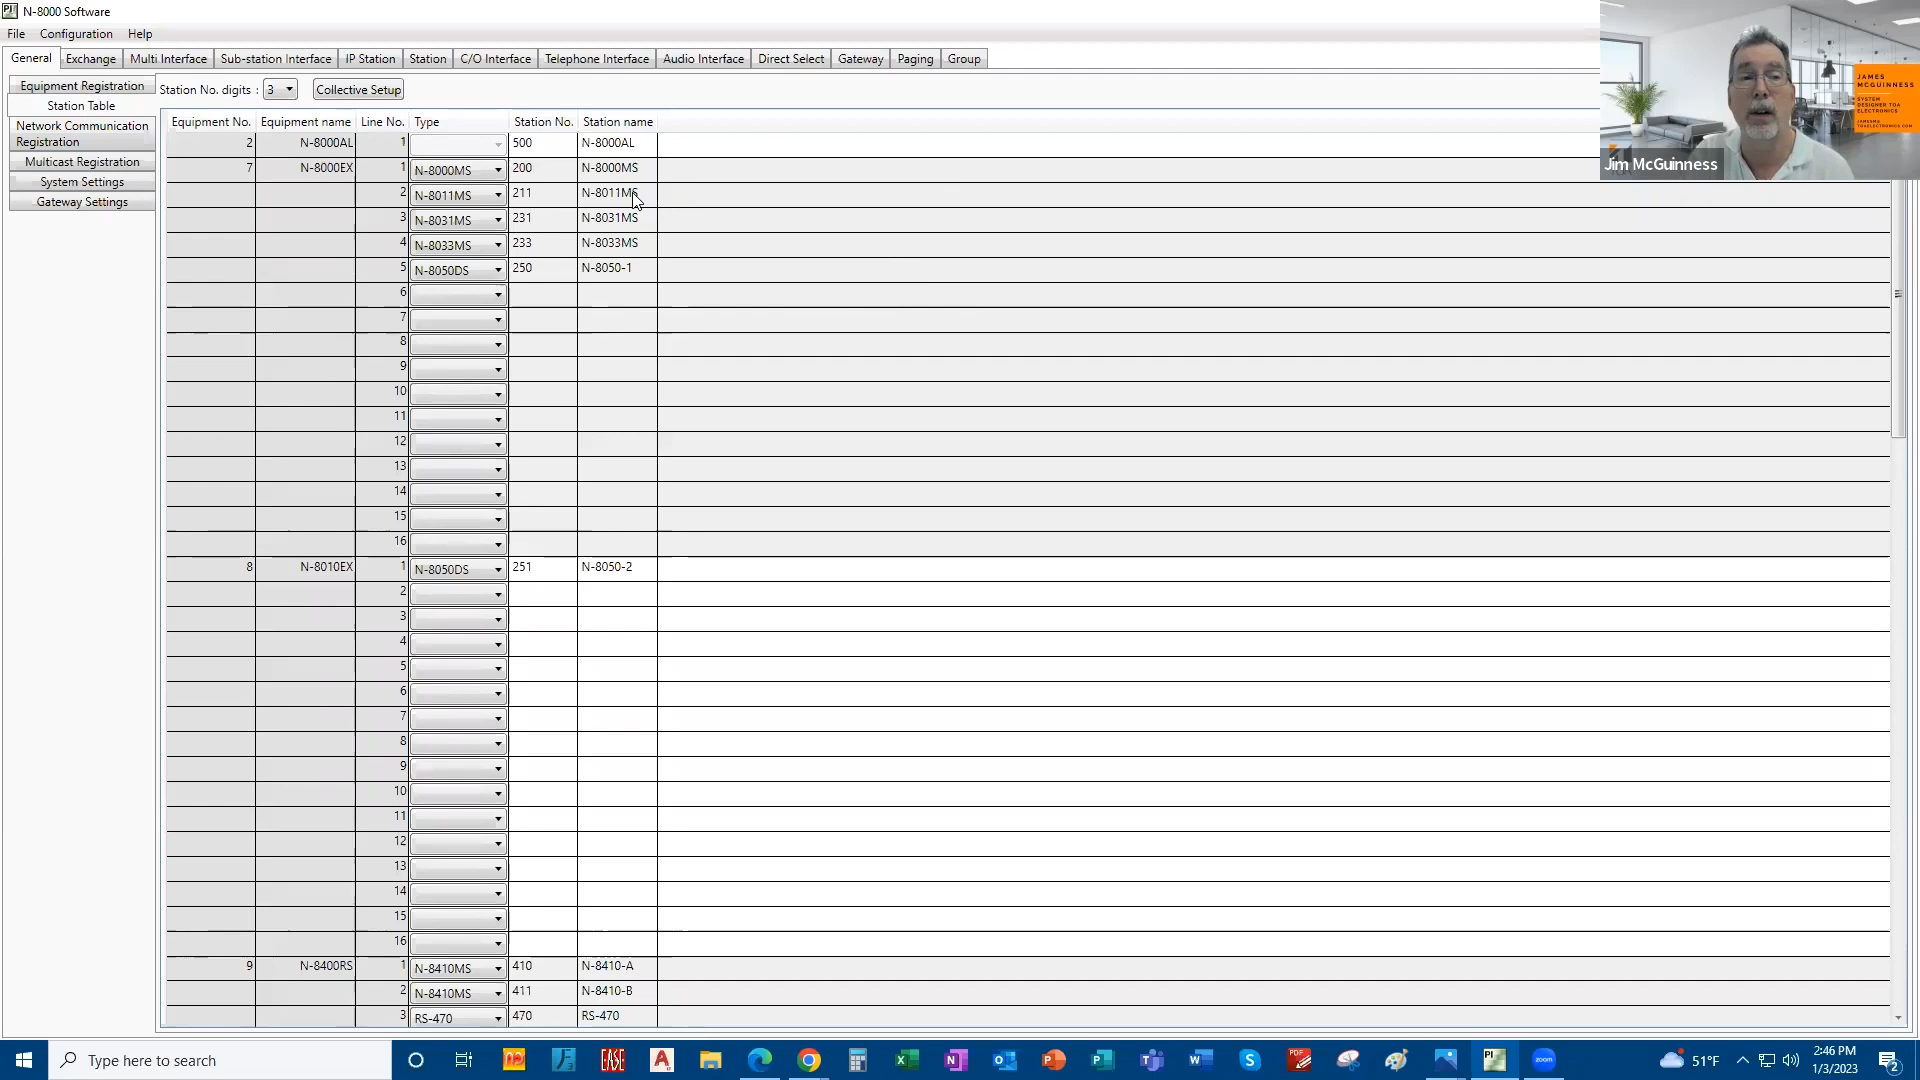 N-8000 Software
File Configuration Help
General Exchange Multi Interface Sub-station Interface IP Station Station C/O Interface Telephone Interface Audio Interface Direct Select Gateway Paging Group
Equipment Registration
Station Table
Network Communication
Registration
Multicast Registration
System Settings
Gateway Settings
Station No. digits : 3 Collective Setup
Equipment No. Equipment name Line No. Type Station No. Station name
2 N-8000AL 1 500 N-8000AL
7 N-8000EX 1 N-8000MS 200 N-8000MS
2 N-8011MS 211 N-8011MS
3 N-8031MS 231 N-8031MS
4 N-8033MS 233 N-8033MS
5 N-8050DS 250 N-8050-1
6
7
8
9
10
11
12
13
14
15
16
8 N-8010EX 1 N-8050DS 251 N-8050-2
2
3
4
5
6
7
8
9
10
11
12
13
14
15
16
9 N-8400RS 1 N-8410MS 410 N-8410-A
2 N-8410MS 411 N-8410-B
3 RS-470 470 RS-470
JAMES
MCGUINNESS
SYSTEM
DESIGNER TOA
ELECTRONICS
Jim McGuinness
Type here to search
51°F
2:46 PM
1/3/2023
2